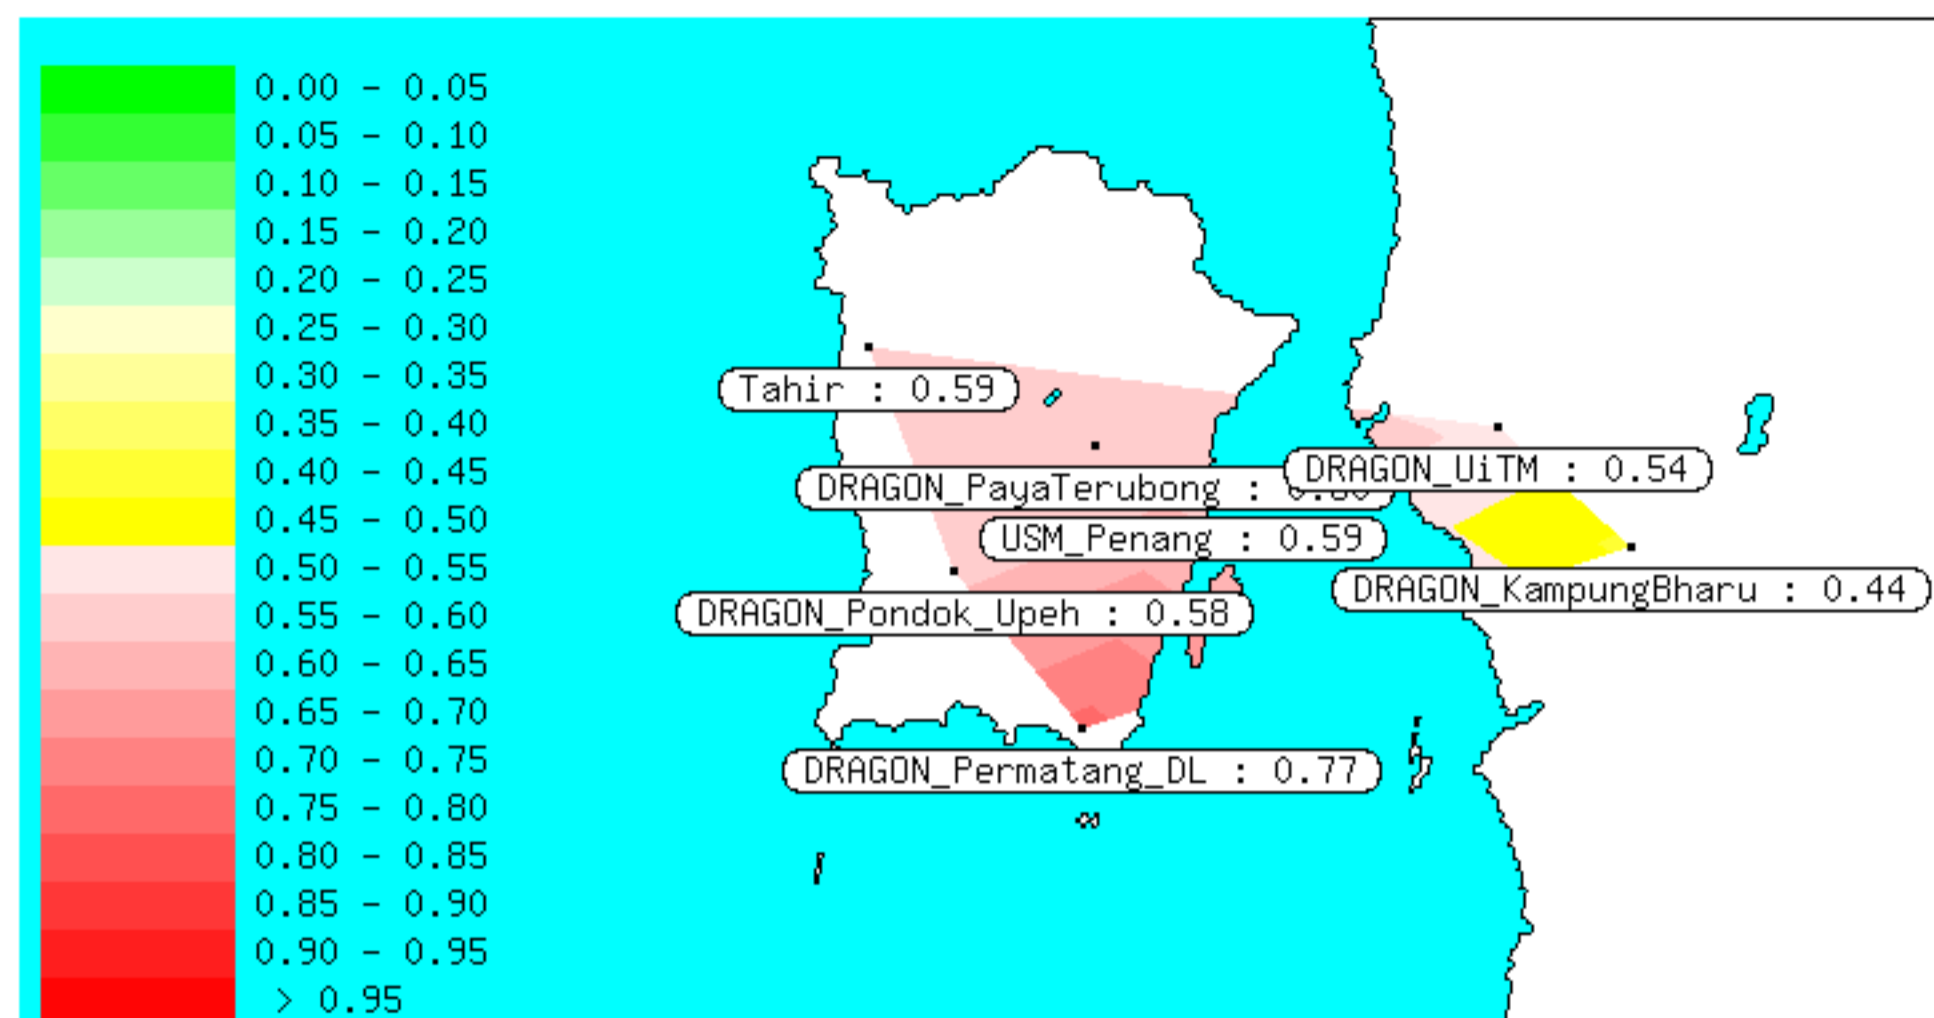 0.00 - 0.05
0.05 - 0.10
0.10 - 0.15
0.15 - 0.20
0.20 - 0.25
0.25 - 0.30
0.30 - 0.35
0.35 - 0.40
0.40 - 0.45
0.45 - 0.50
0.50 - 0.55
0.55 - 0.60
0.60 - 0.65
0.65 - 0.70
0.70 - 0.75
0.75 - 0.80
0.80 - 0.85
0.85 - 0.90
0.90 - 0.95
> 0.95
Tahir : 0.59
DRAGON_UiTM : 0.54
DRAGON_PayaTerubong :
USM_Penang : 0.59
DRAGON_KampungBharu : 0.44
DRAGON_Pondok_Upeh : 0.58
DRAGON_Permatang_DL : 0.77